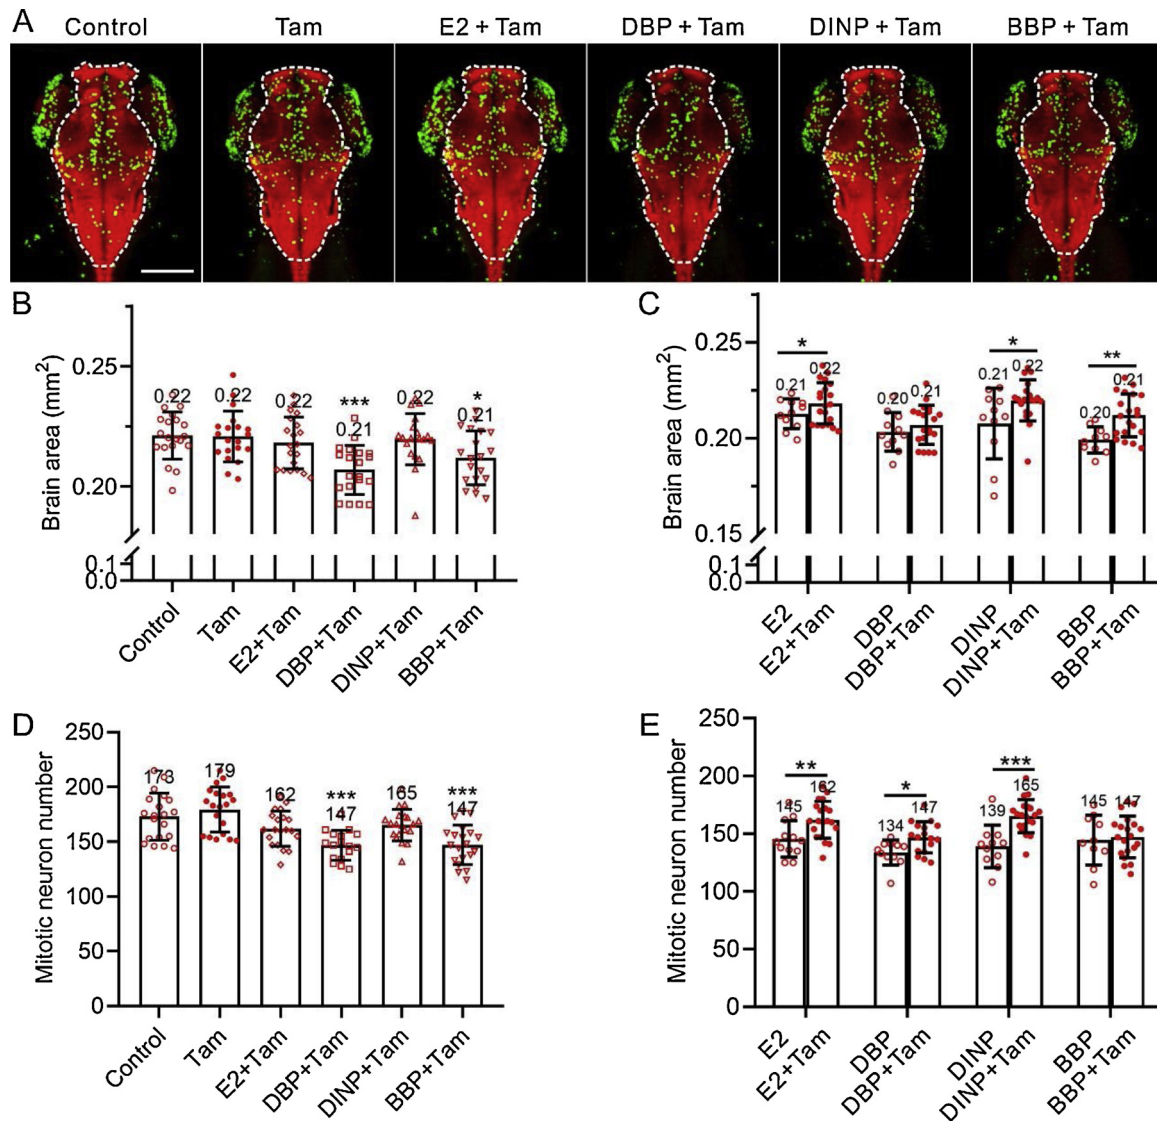 A Control Tam E2 + Tam DBP + Tam DINP + Tam BBP + Tam
B
Brain area (mm2)
0.25
0.20
0.1
0.0
0.22 0.22 0.22 *** 0.21 0.22 * 0.21
Control Tam E2+Tam DBP+Tam DINP+Tam BBP+Tam
C
Brain area (mm2)
0.25
0.20
0.15
0.1
0.0
* * **
0.21 0.22 0.20 0.21 0.21 0.22 0.20 0.21
E2 E2+Tam DBP DBP+Tam DINP DINP+Tam BBP BBP+Tam
D
Mitotic neuron number
250
200
150
100
50
0
173 179 162 *** 147 165 *** 147
Control Tam E2+Tam DBP+Tam DINP+Tam BBP+Tam
E
Mitotic neuron number
250
200
150
100
50
0
** * ***
145 162 134 147 139 165 145 147
E2 E2+Tam DBP DBP+Tam DINP DINP+Tam BBP BBP+Tam